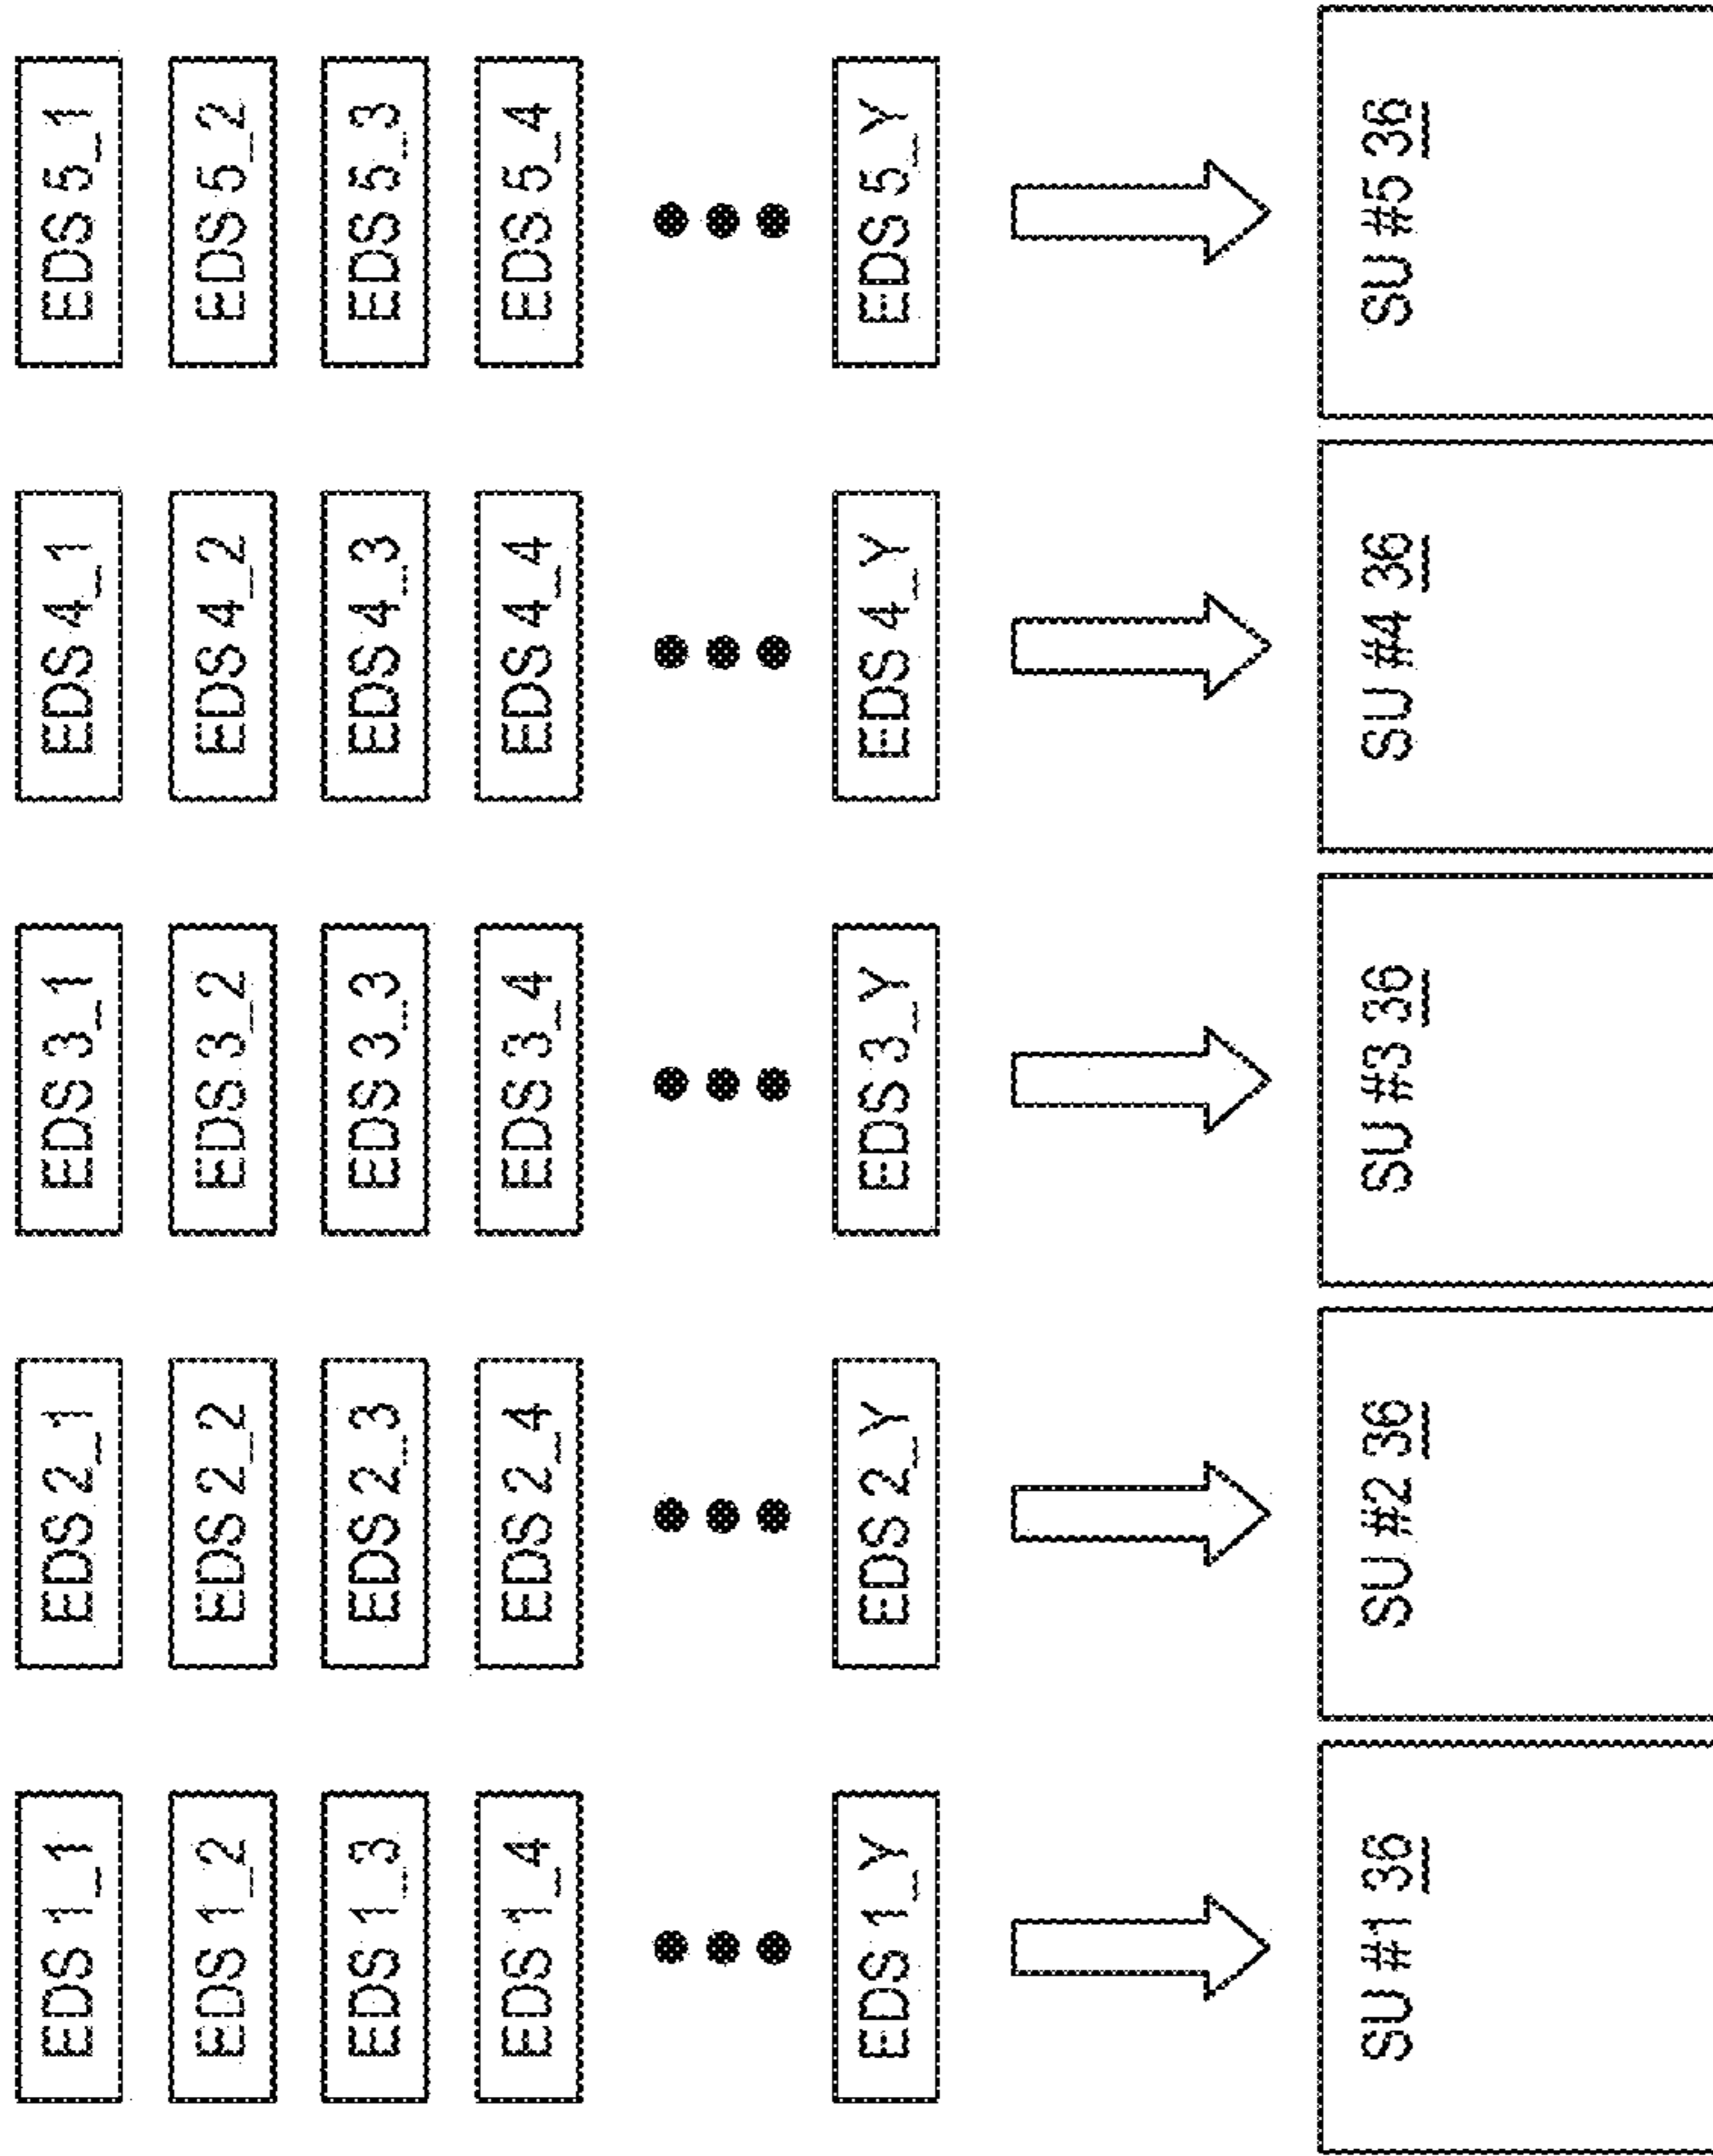 EDS 1_1
EDS 2_1
EDS 3_1
EDS 4_1
EDS 5_1
EDS 1_2
EDS 2_2
EDS 3_2
EDS 4_2
EDS 5_2
EDS 1_3
EDS 2_3
EDS 3_3
EDS 4_3
EDS 5_3
EDS 1_4
EDS 2_4
EDS 3_4
EDS 4_4
EDS 5_4
EDS 1_Y
EDS 2_Y
EDS 3_Y
EDS 4_Y
EDS 5_Y
SU #1 36
SU #2 36
SU #3 36
SU #4 36
SU #5 36